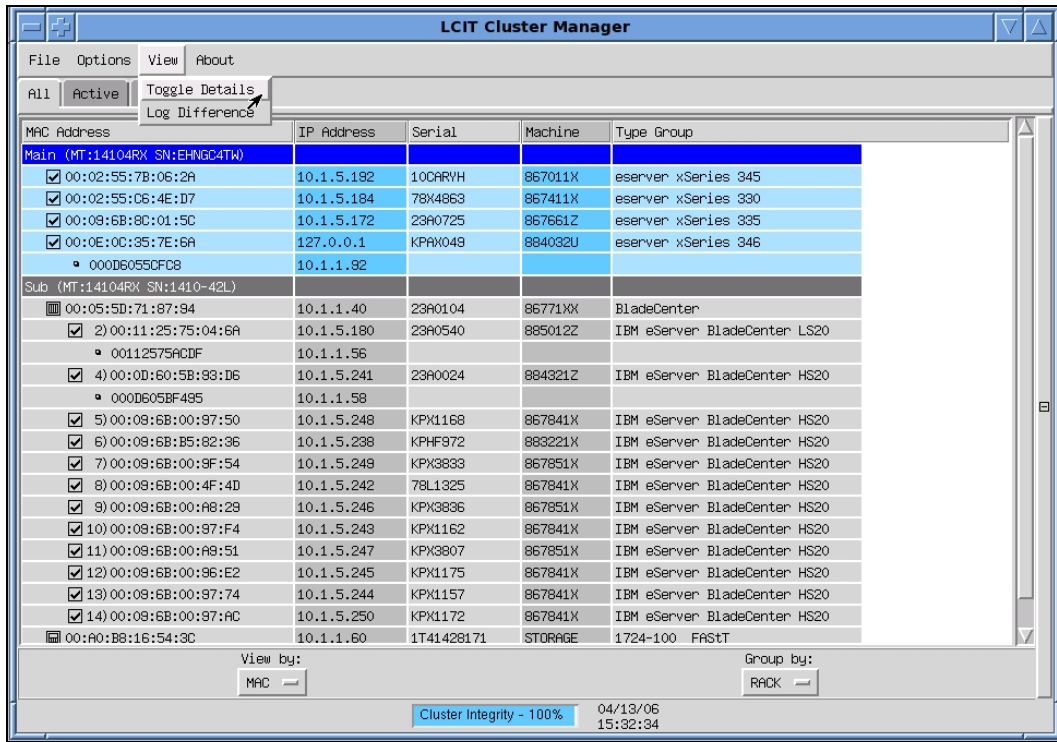 LCIT Cluster Manager
File Options View About
All Active Toggle Details
Log Difference
MAC Address IP Address Serial Machine Type Group
Main (MT:14104RX SN:EHNGC4TW)
00:02:55:7B:06:2A 10.1.5.192 10CARYH 867011X eserver xSeries 345
00:02:55:C6:4E:D7 10.1.5.184 78X4863 867411X eserver xSeries 330
00:09:6B:8C:01:5C 10.1.5.172 23A0725 867661Z eserver xSeries 335
00:0E:0C:35:7E:6A 127.0.0.1 KPAX049 884032U eserver xSeries 346
000D6055CFC8 10.1.1.92
Sub (MT:14104RX SN:1410-42L)
00:05:5D:71:87:94 10.1.1.40 23A0104 86771XX BladeCenter
2) 00:11:25:75:04:6A 10.1.5.180 23A0540 885012Z IBM eServer BladeCenter LS20
00112575ACDF 10.1.1.56
4) 00:0D:60:5B:93:D6 10.1.5.241 23A0024 884321Z IBM eServer BladeCenter HS20
000D605BF495 10.1.1.58
5) 00:09:6B:00:97:50 10.1.5.248 KPX1168 867841X IBM eServer BladeCenter HS20
6) 00:09:6B:B5:82:36 10.1.5.238 KPHF972 883221X IBM eServer BladeCenter HS20
7) 00:09:6B:00:9F:54 10.1.5.249 KPX3833 867851X IBM eServer BladeCenter HS20
8) 00:09:6B:00:4F:4D 10.1.5.242 78L1325 867841X IBM eServer BladeCenter HS20
9) 00:09:6B:00:A8:29 10.1.5.246 KPX3836 867851X IBM eServer BladeCenter HS20
10) 00:09:6B:00:97:F4 10.1.5.243 KPX1162 867841X IBM eServer BladeCenter HS20
11) 00:09:6B:00:A9:51 10.1.5.247 KPX3807 867851X IBM eServer BladeCenter HS20
12) 00:09:6B:00:96:E2 10.1.5.245 KPX1175 867841X IBM eServer BladeCenter HS20
13) 00:09:6B:00:97:74 10.1.5.244 KPX1157 867841X IBM eServer BladeCenter HS20
14) 00:09:6B:00:97:AC 10.1.5.250 KPX1172 867841X IBM eServer BladeCenter HS20
00:A0:B8:16:54:3C 10.1.1.60 1T41428171 STORAGE 1724-100 FAStT
View by: Group by:
MAC RACK
Cluster Integrity - 100% 04/13/06
15:32:34